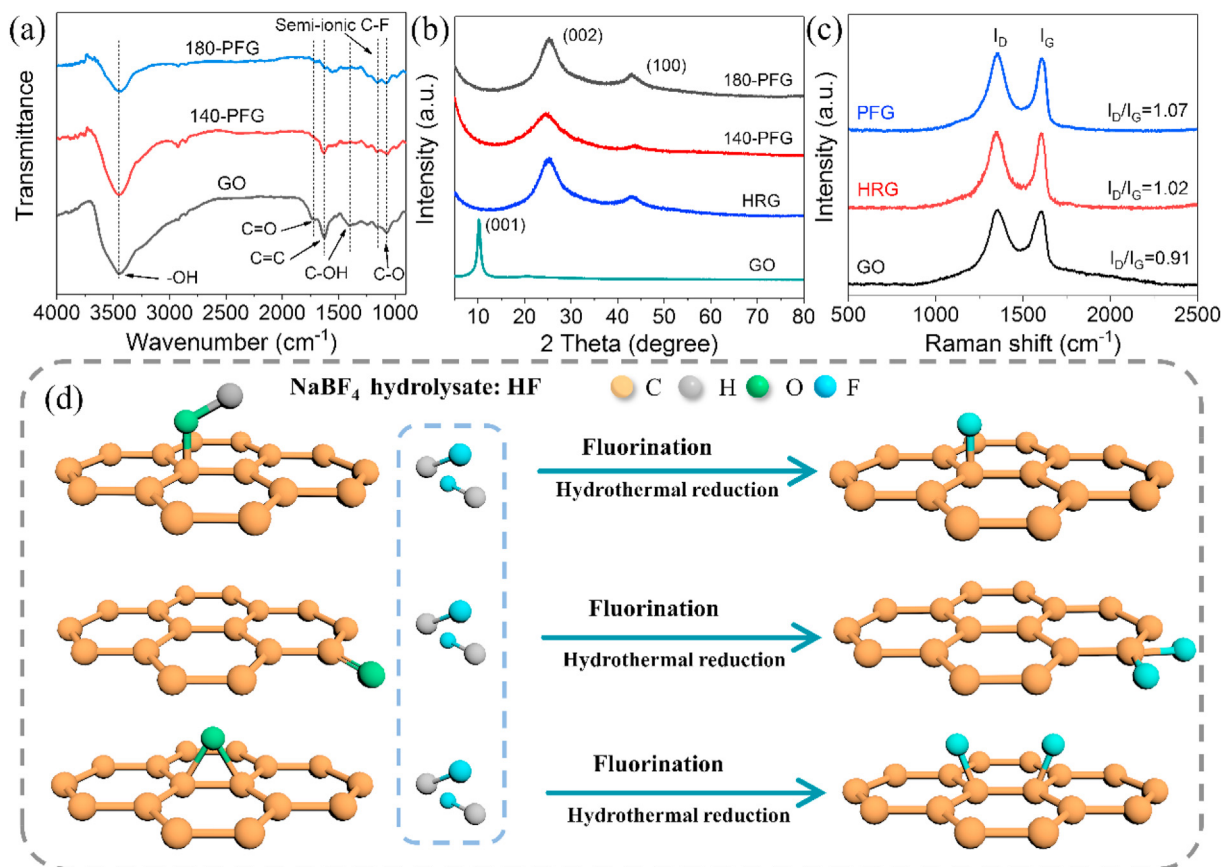 (a)
Semi-ionic C-F
180-PFG
140-PFG
GO
C=O
C=C
C-OH
C-O
-OH
Transmittance
4000 3500 3000 2500 2000 1500 1000
Wavenumber (cm⁻¹)
(b)
(002)
(100)
180-PFG
140-PFG
HRG
(001)
GO
Intensity (a.u.)
10 20 30 40 50 60 70 80
2 Theta (degree)
(c)
I_D I_G
PFG
I_D/I_G=1.07
HRG
I_D/I_G=1.02
GO
I_D/I_G=0.91
Intensity (a.u.)
500 1000 1500 2000 2500
Raman shift (cm⁻¹)
(d)
NaBF₄ hydrolysate: HF
C H O F
Fluorination
Hydrothermal reduction
Fluorination
Hydrothermal reduction
Fluorination
Hydrothermal reduction